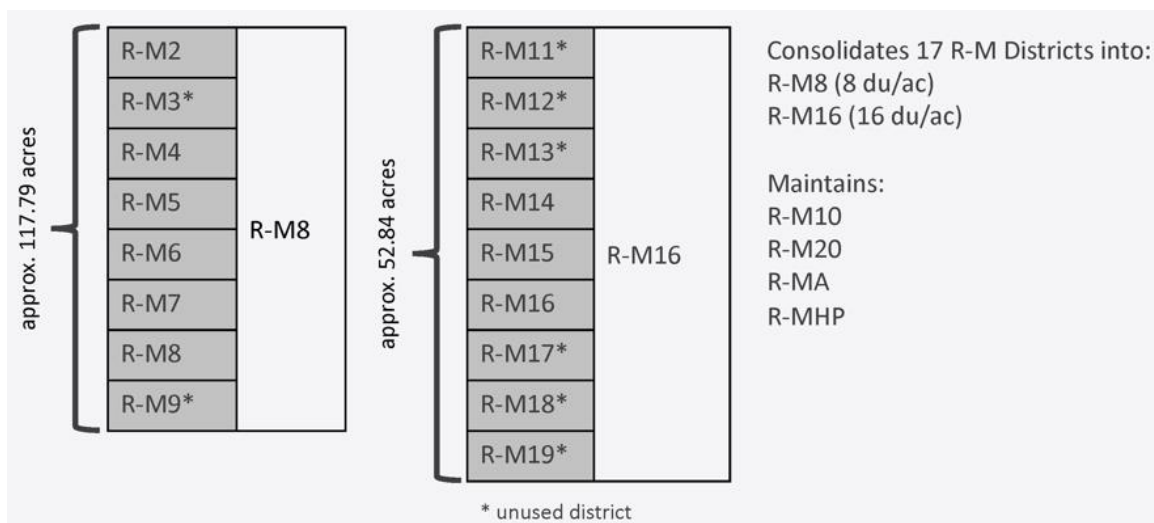 approx. 117.79 acres
R-M2
R-M3*
R-M4
R-M5
R-M6
R-M7
R-M8
R-M9*
R-M8
approx. 52.84 acres
R-M11*
R-M12*
R-M13*
R-M14
R-M15
R-M16
R-M17*
R-M18*
R-M19*
R-M16
* unused district
Consolidates 17 R-M Districts into:
R-M8 (8 du/ac)
R-M16 (16 du/ac)
Maintains:
R-M10
R-M20
R-MA
R-MHP